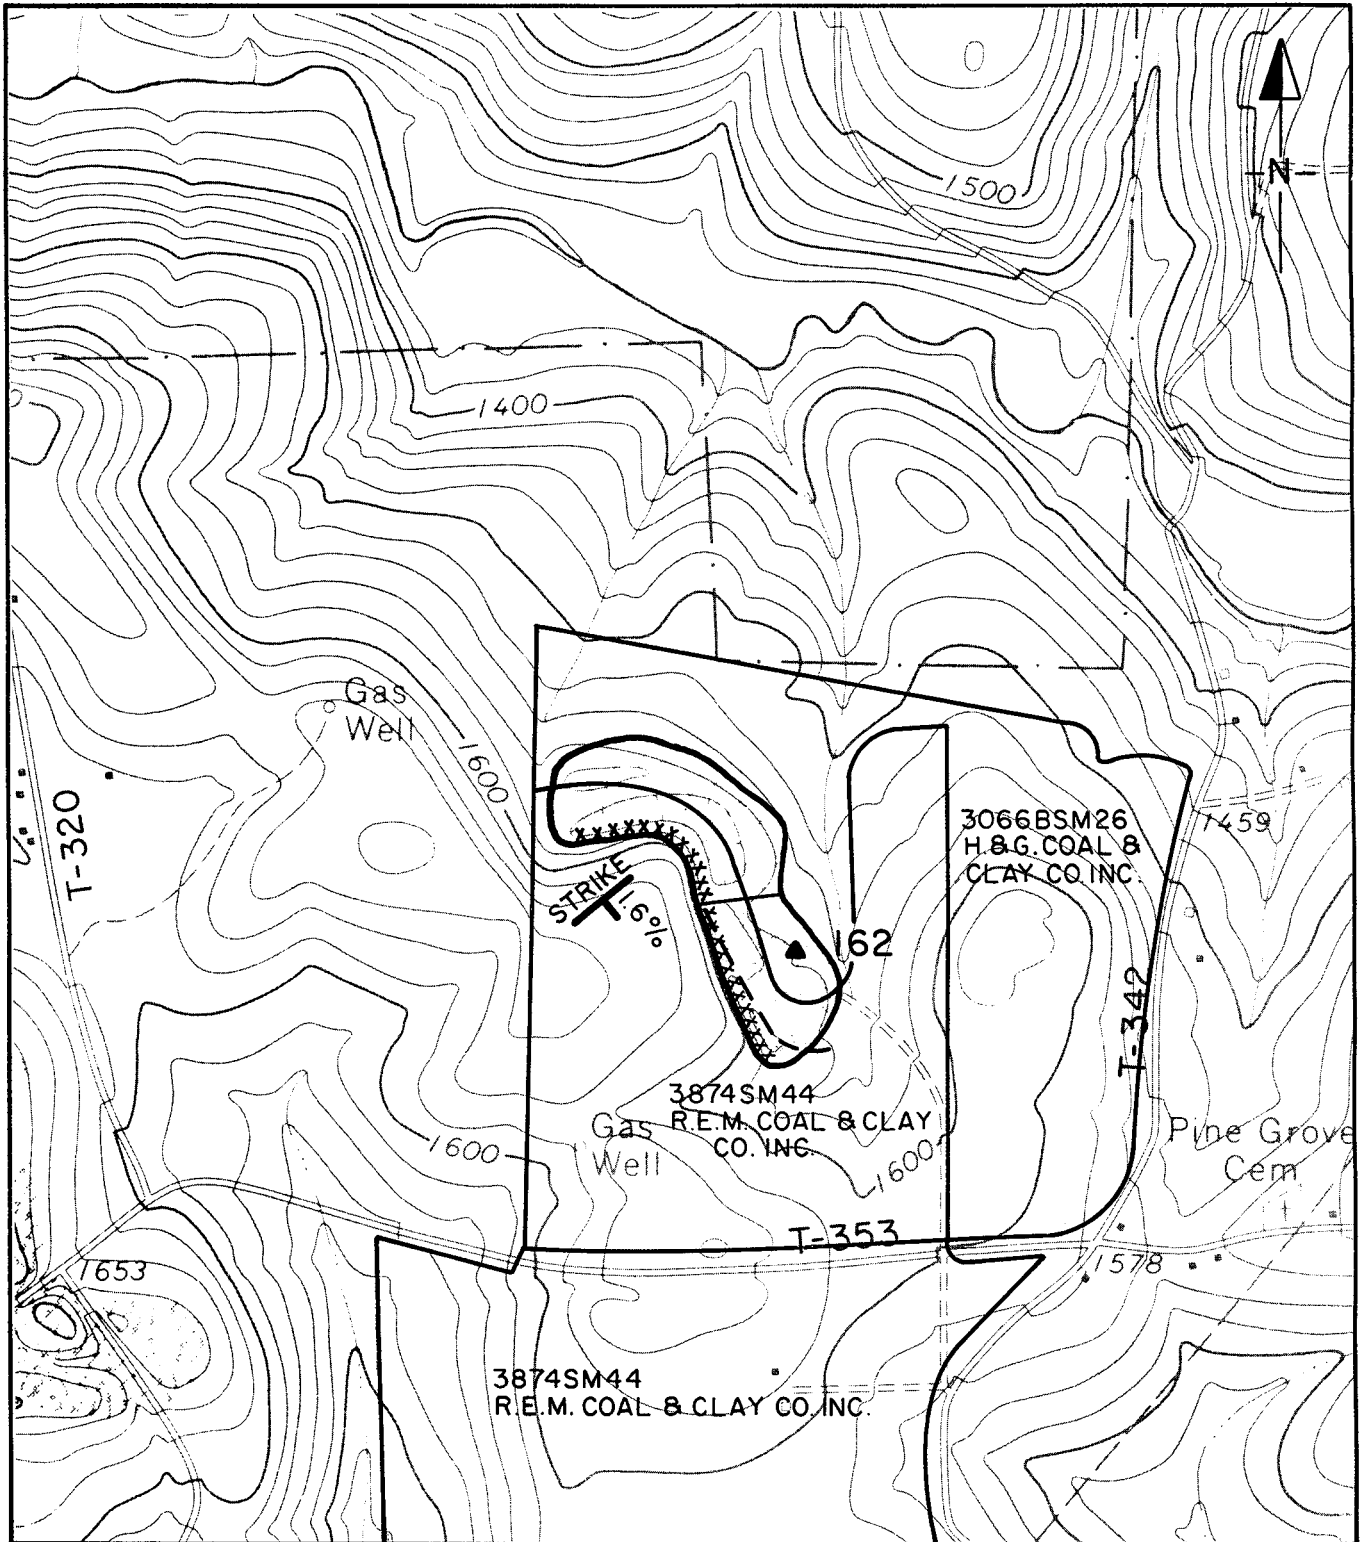 1500
N
1400
Gas
Well
1600
T-320
3066BSM26
H.&G. COAL &
CLAY CO. INC.
1459
STRIKE
1.6%
162
T-342
3874SM44
R.E.M. COAL & CLAY
CO. INC.
Gas
Well
1600
1600
Pine Grove
Cem
T-353
1653
1578
3874SM44
R.E.M. COAL & CLAY CO. INC.